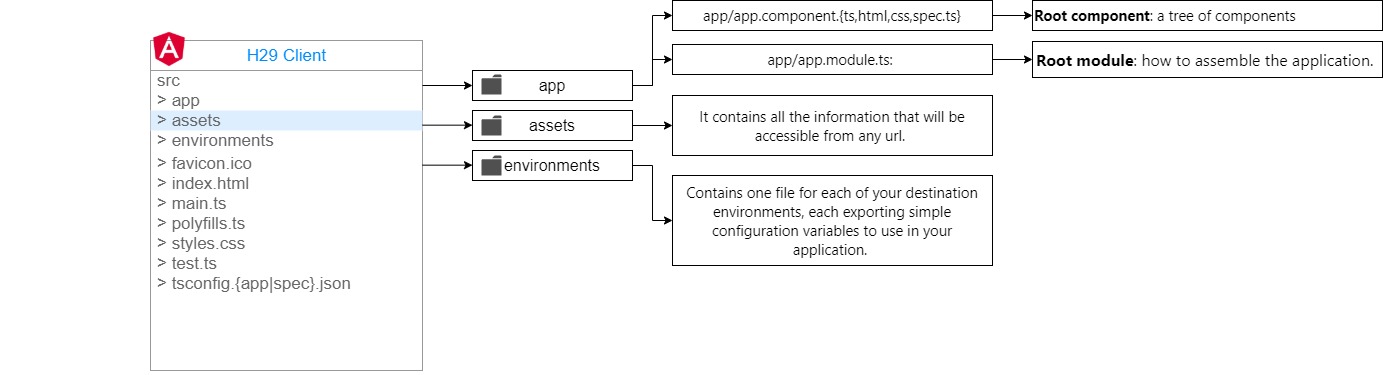 H29 Client
src
> app
> assets
> environments
> favicon.ico
> index.html
> main.ts
> polyfills.ts
> styles.css
> test.ts
> tsconfig.{app|spec}.json
app
assets
environments
app/app.component.{ts,html,css,spec.ts}
app/app.module.ts:
It contains all the information that will be
accessible from any url.
Contains one file for each of your destination
environments, each exporting simple
configuration variables to use in your
application.
Root component: a tree of components
Root module: how to assemble the application.